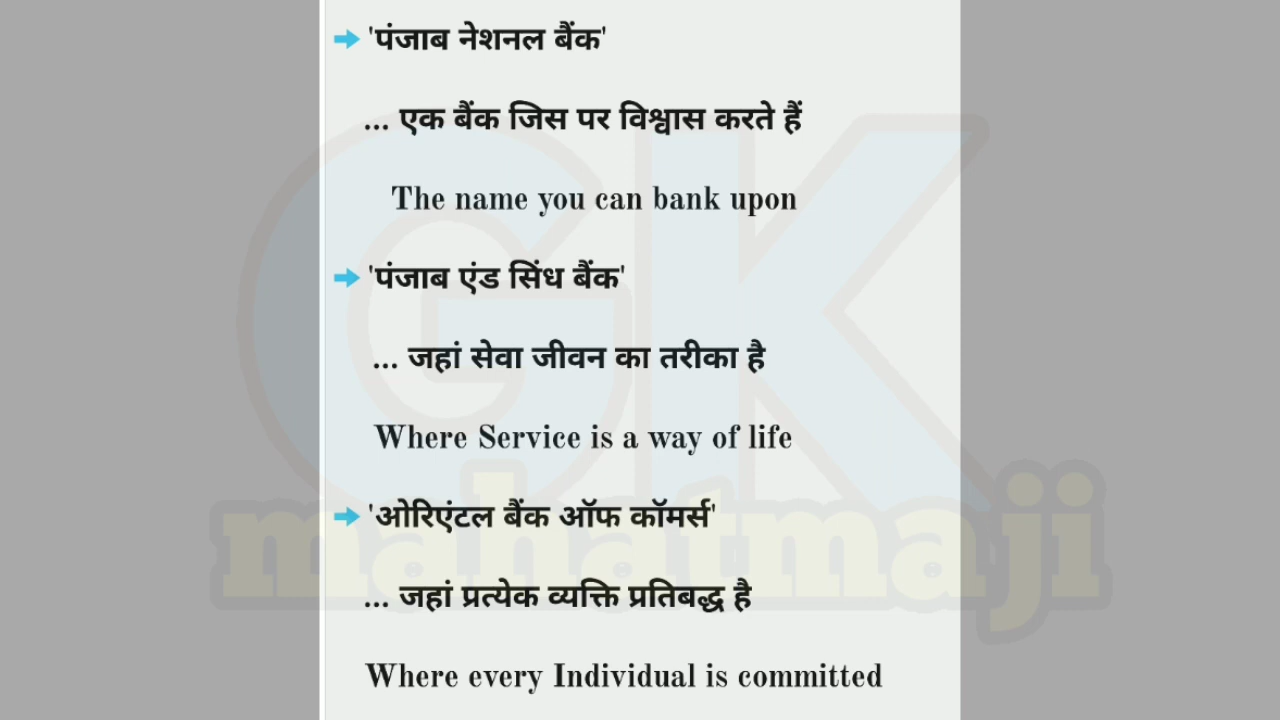 'पंजाब नेशनल बैंक'
... एक बैंक जिस पर विश्वास करते हैं
The name you can bank upon
'पंजाब एंड सिंध बैंक'
... जहां सेवा जीवन का तरीका है
Where Service is a way of life
'ओरिएंटल बैंक ऑफ कॉमर्स'
... जहां प्रत्येक व्यक्ति प्रतिबद्ध है
Where every Individual is committed
GK
mahatmaji